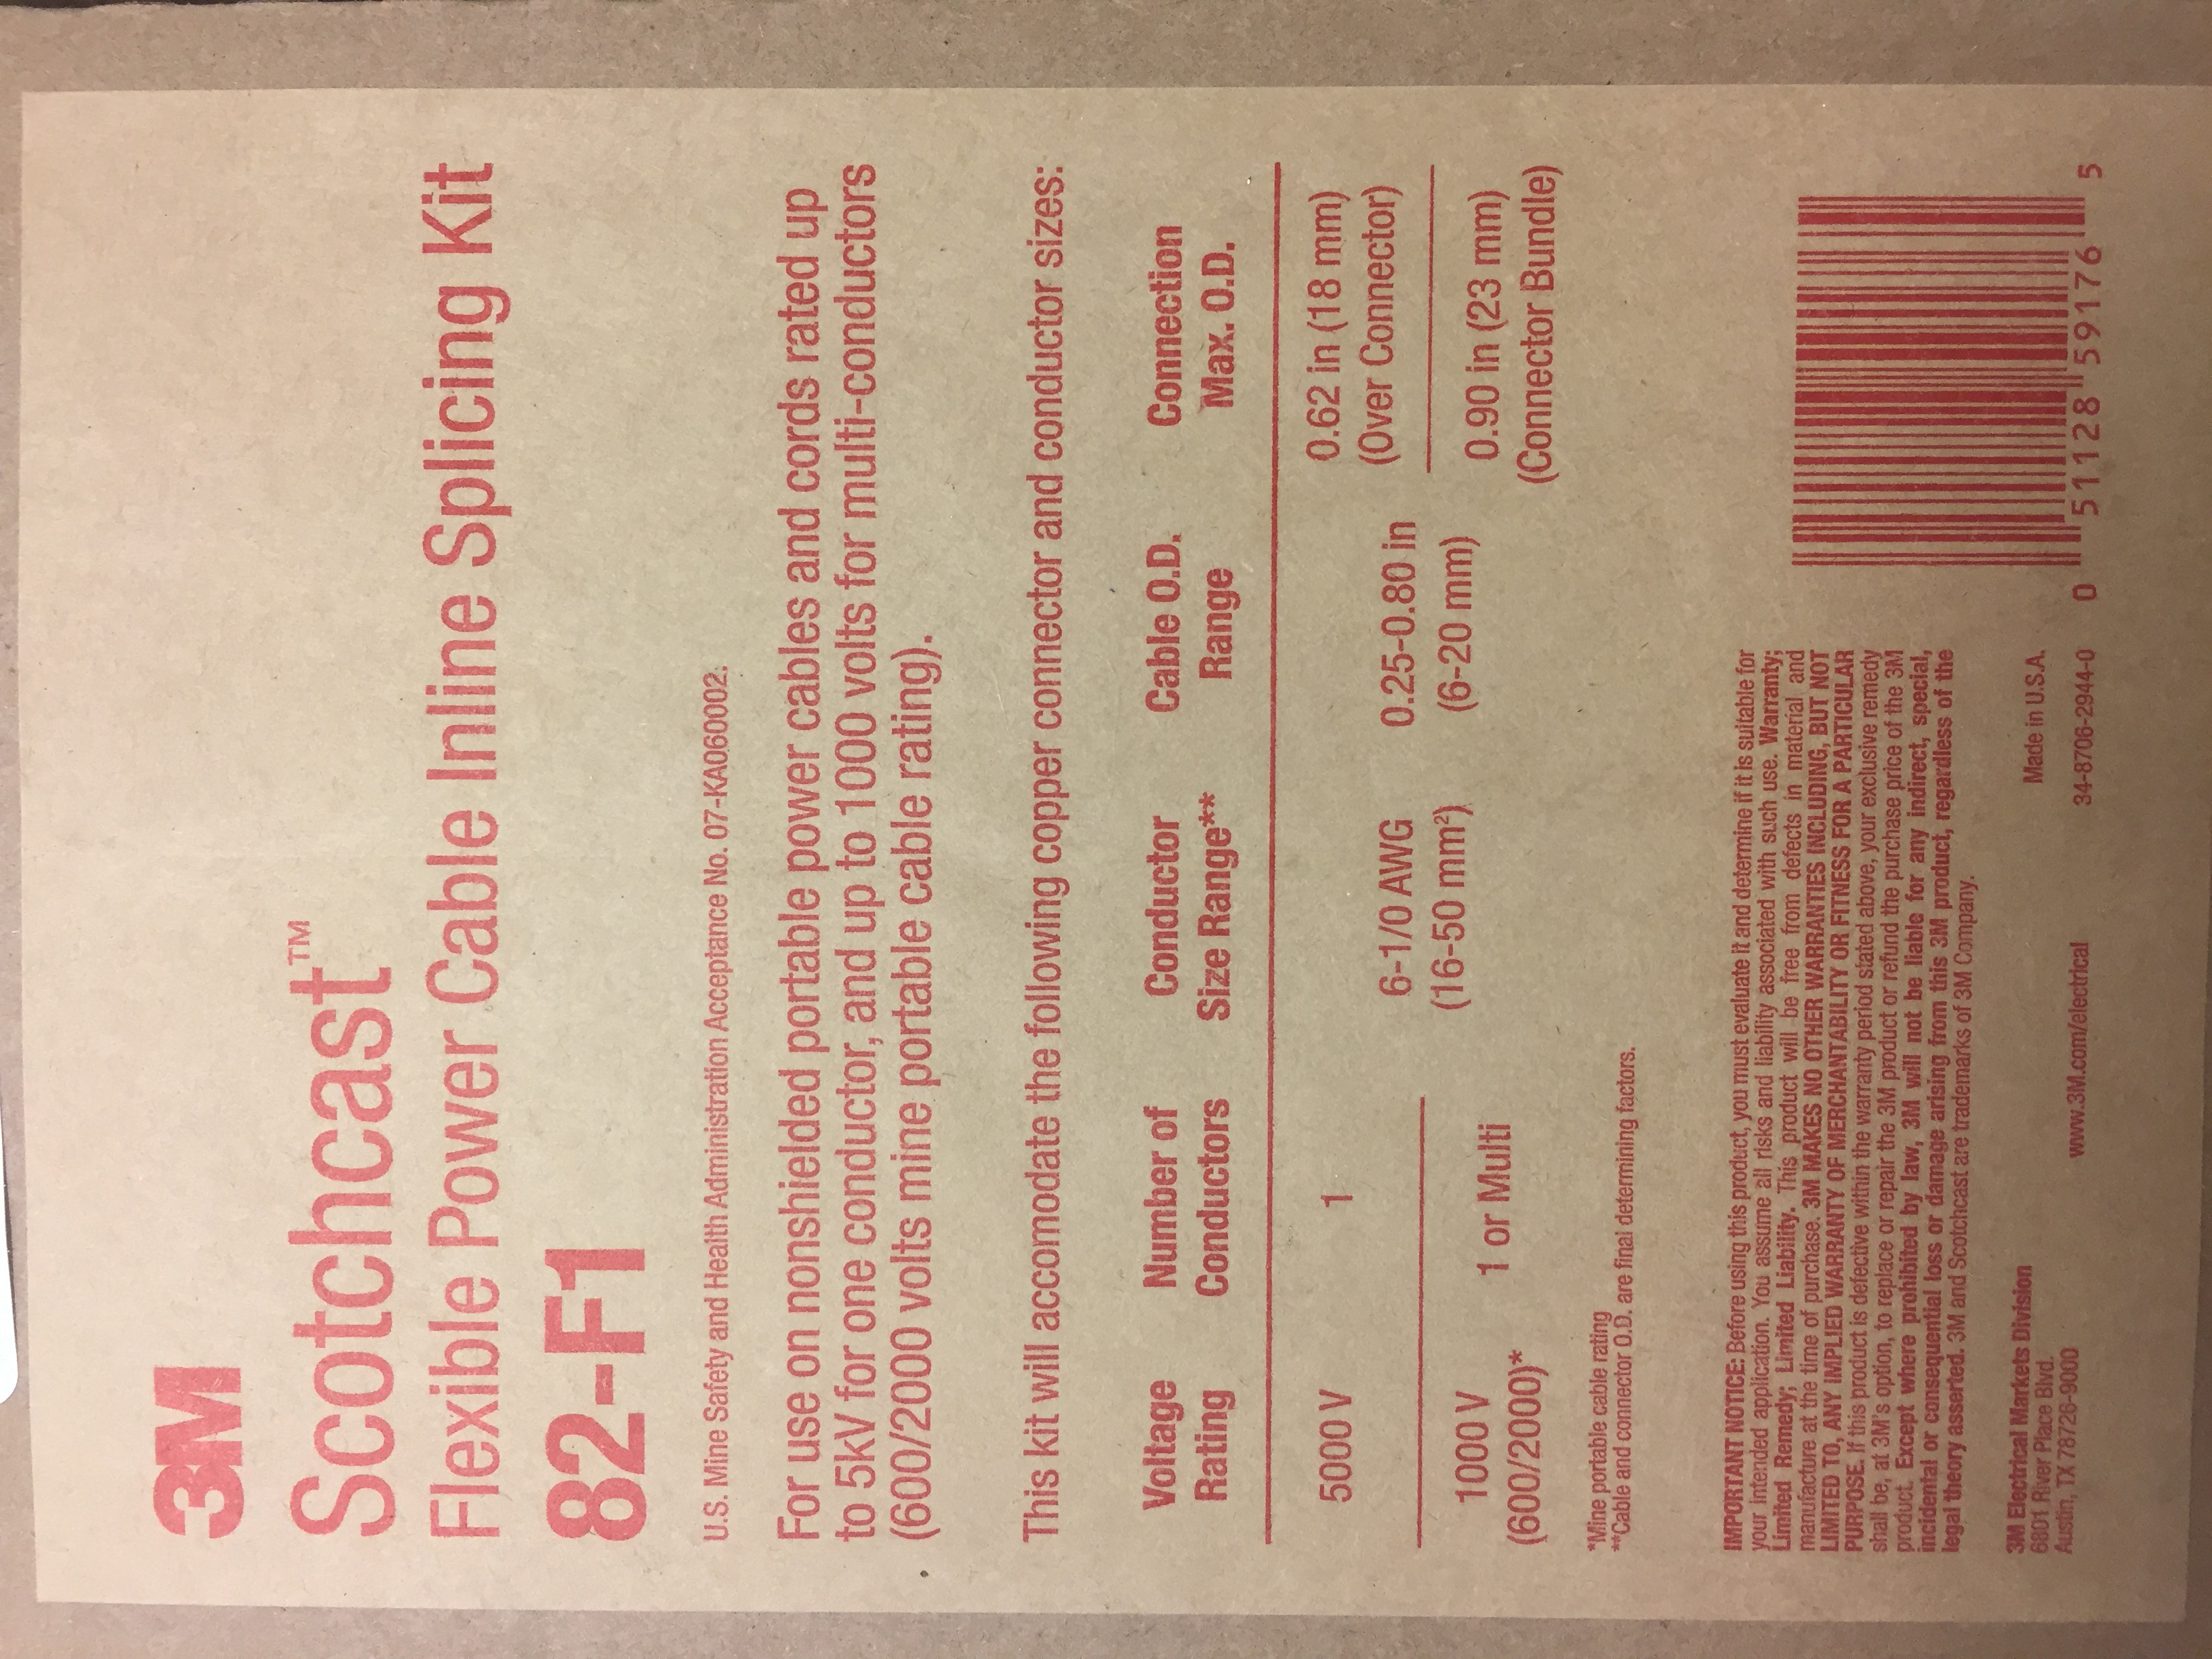 3M
Scotchcast™
Flexible Power Cable Inline Splicing Kit
82-F1
U.S. Mine Safety and Health Administration Acceptance No. 07-KA060002.
For use on nonshielded portable power cables and cords rated up
to 5kV for one conductor, and up to 1000 volts for multi-conductors
(600/2000 volts mine portable cable rating).
This kit will accomodate the following copper connector and conductor sizes:
Voltage Number of Conductor Cable O.D. Connection
Rating Conductors Size Range** Range Max. O.D.
5000 V 1 0.62 in (18 mm)
(Over Connector)
6-1/0 AWG 0.25-0.80 in
(16-50 mm²) (6-20 mm)
1000 V 1 or Multi 0.90 in (23 mm)
(600/2000)* (Connector Bundle)
*Mine portable cable rating
**Cable and connector O.D. are final determining factors.
IMPORTANT NOTICE: Before using this product, you must evaluate it and determine if it is suitable for
your intended application. You assume all risks and liability associated with such use. Warranty;
Limited Remedy; Limited Liability. This product will be free from defects in material and
manufacture at the time of purchase. 3M MAKES NO OTHER WARRANTIES INCLUDING, BUT NOT
LIMITED TO, ANY IMPLIED WARRANTY OF MERCHANTABILITY OR FITNESS FOR A PARTICULAR
PURPOSE. If this product is defective within the warranty period stated above, your exclusive remedy
shall be, at 3M's option, to replace or repair the 3M product or refund the purchase price of the 3M
product. Except where prohibited by law, 3M will not be liable for any indirect, special,
incidental or consequential loss or damage arising from this 3M product, regardless of the
legal theory asserted. 3M and Scotchcast are trademarks of 3M Company.
3M Electrical Markets Division
6801 River Place Blvd.
Austin, TX 78726-9000
www.3M.com/electrical
Made in U.S.A.
34-8706-2944-0
0 51128 59176 5